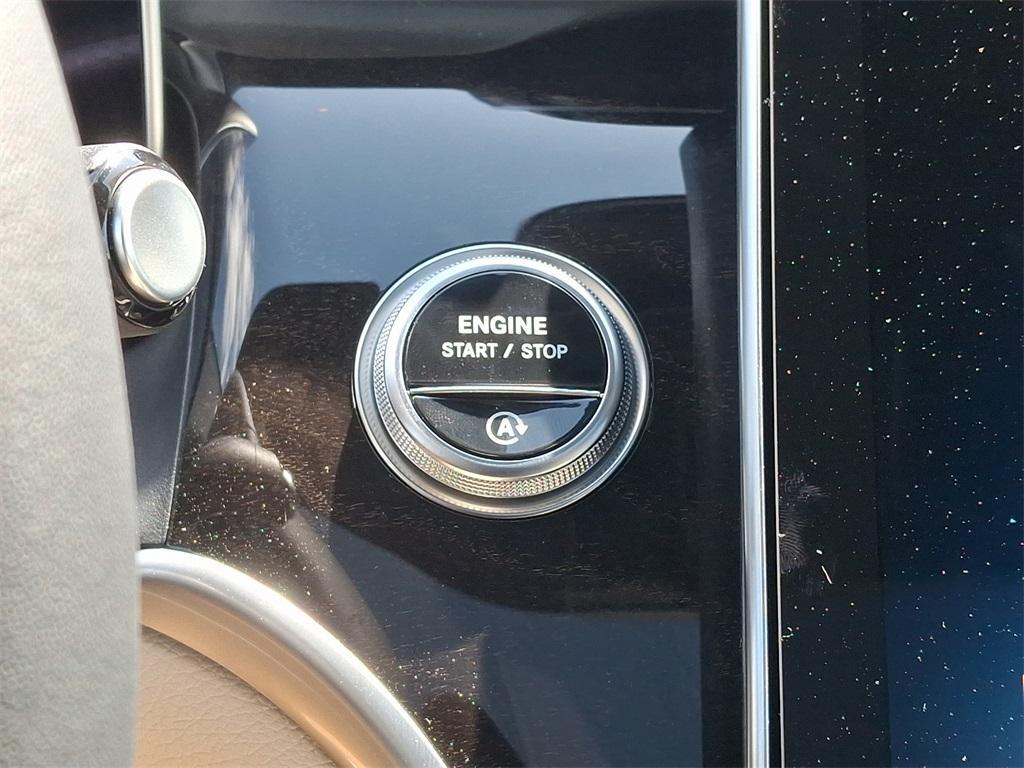 ENGINE
START / STOP
A